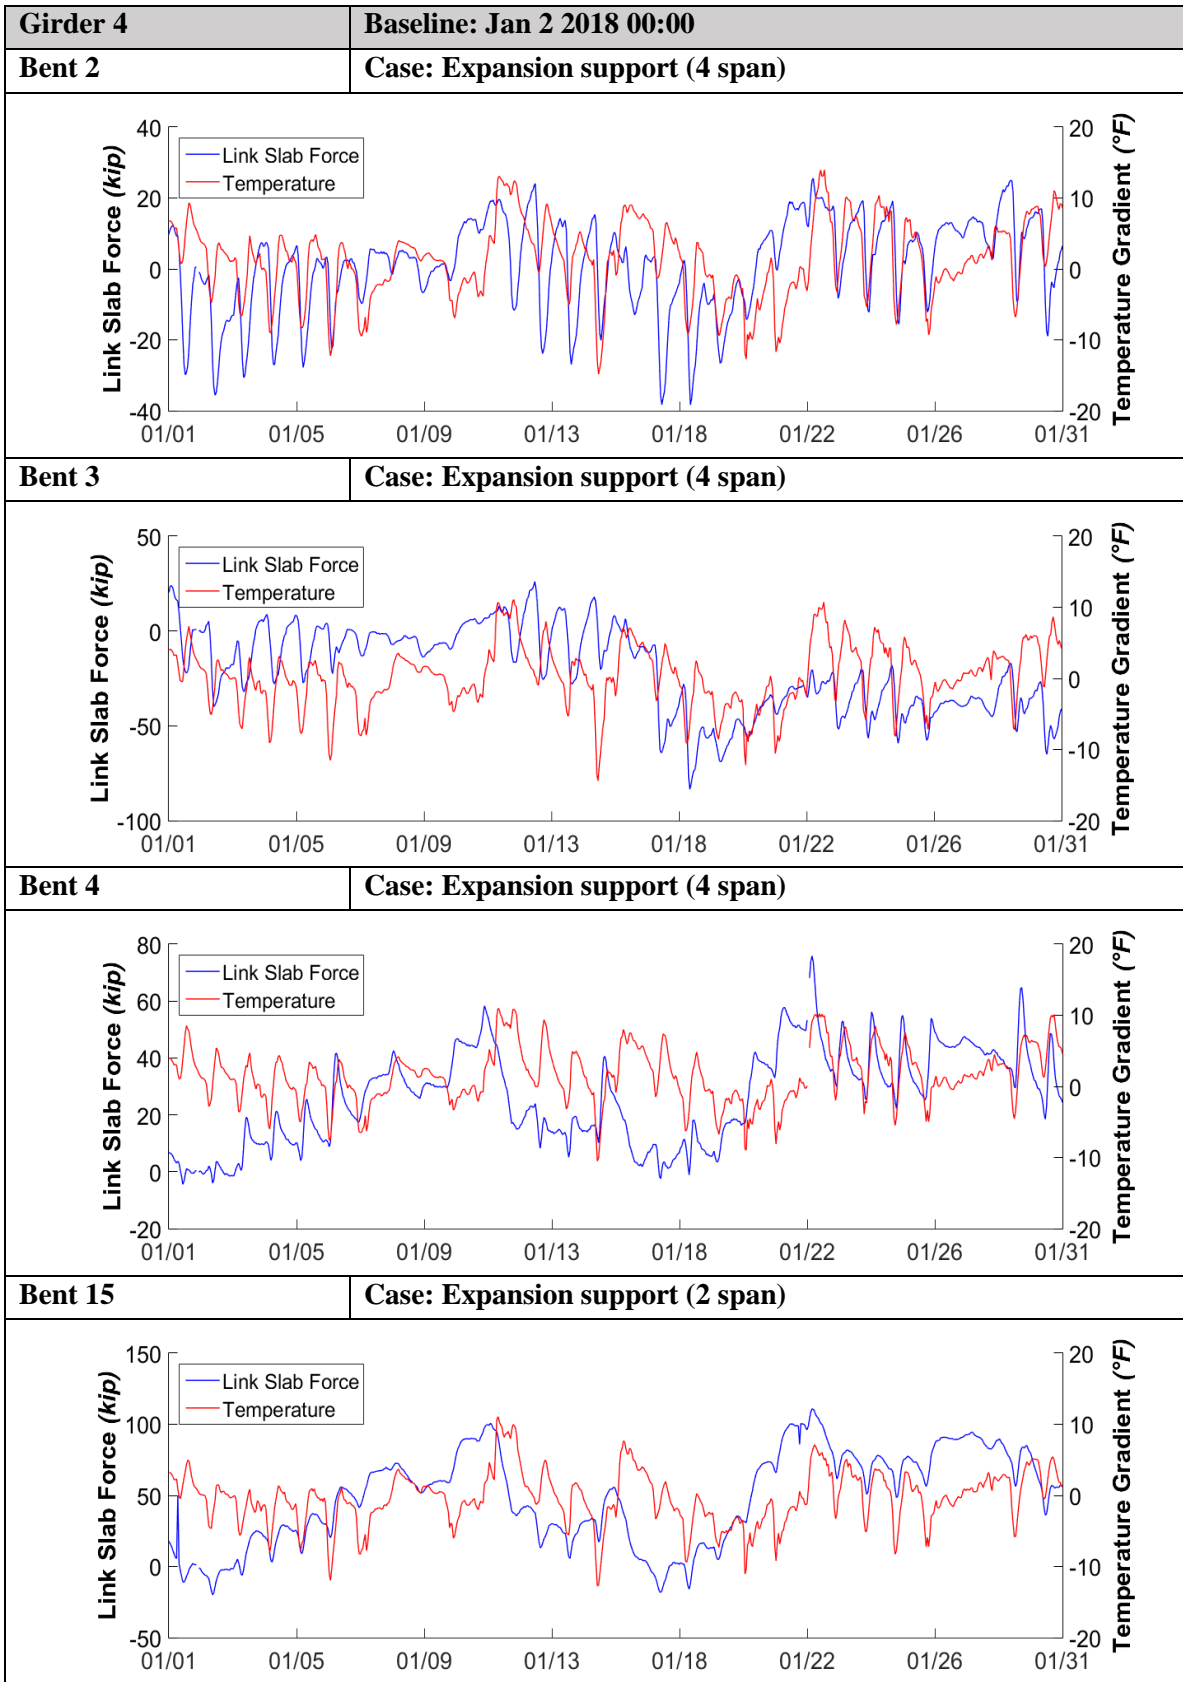 Girder 4 Baseline: Jan 2 2018 00:00
Bent 2 Case: Expansion support (4 span)
Link Slab Force (kip)
40
20
0
-20
-40
Link Slab Force
Temperature
20
10
0
-10
-20
Temperature Gradient (°F)
01/01 01/05 01/09 01/13 01/18 01/22 01/26 01/31
Bent 3 Case: Expansion support (4 span)
Link Slab Force (kip)
50
0
-50
-100
Link Slab Force
Temperature
20
10
0
-10
-20
Temperature Gradient (°F)
01/01 01/05 01/09 01/13 01/18 01/22 01/26 01/31
Bent 4 Case: Expansion support (4 span)
Link Slab Force (kip)
80
60
40
20
0
-20
Link Slab Force
Temperature
20
10
0
-10
-20
Temperature Gradient (°F)
01/01 01/05 01/09 01/13 01/18 01/22 01/26 01/31
Bent 15 Case: Expansion support (2 span)
Link Slab Force (kip)
150
100
50
0
-50
Link Slab Force
Temperature
20
10
0
-10
-20
Temperature Gradient (°F)
01/01 01/05 01/09 01/13 01/18 01/22 01/26 01/31